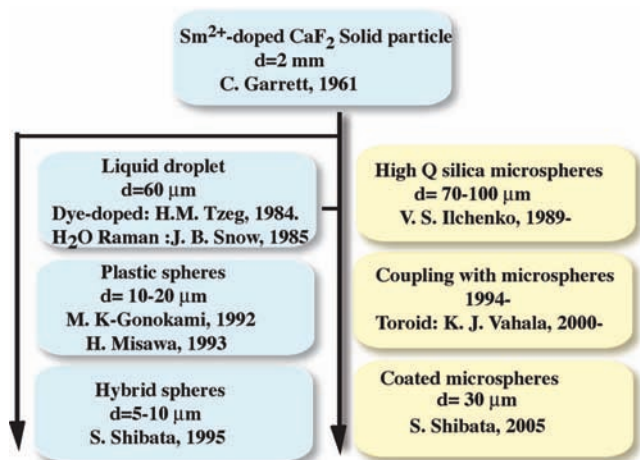 Sm²⁺-doped CaF₂ Solid particle
d=2 mm
C. Garrett, 1961
Liquid droplet
d=60 μm
Dye-doped: H.M. Tzeg, 1984.
H₂O Raman :J. B. Snow, 1985
Plastic spheres
d= 10-20 μm
M. K-Gonokami, 1992
H. Misawa, 1993
Hybrid spheres
d=5-10 μm
S. Shibata, 1995
High Q silica microspheres
d= 70-100 μm
V. S. Ilchenko, 1989-
Coupling with microspheres
1994-
Toroid: K. J. Vahala, 2000-
Coated microspheres
d= 30 μm
S. Shibata, 2005